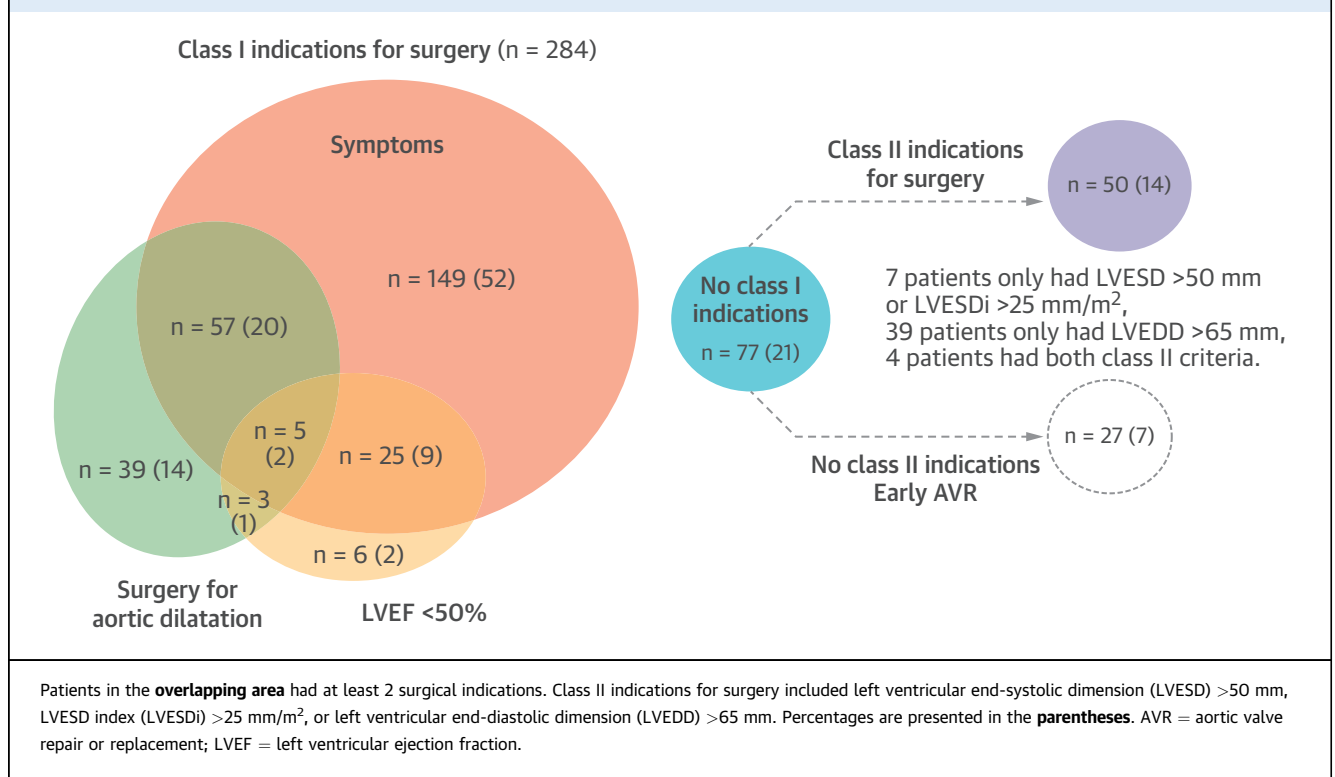 Class I indications for surgery (n = 284)
Symptoms
n = 149 (52)
n = 57 (20)
n = 5
(2)
n = 25 (9)
n = 39 (14)
n = 3
(1)
n = 6 (2)
Surgery for
aortic dilatation
LVEF <50%
Class II indications
for surgery
n = 50 (14)
No class I
indications
n = 77 (21)
7 patients only had LVESD >50 mm
or LVESDi >25 mm/m²,
39 patients only had LVEDD >65 mm,
4 patients had both class II criteria.
n = 27 (7)
No class II indications
Early AVR
Patients in the overlapping area had at least 2 surgical indications. Class II indications for surgery included left ventricular end-systolic dimension (LVESD) >50 mm,
LVESD index (LVESDi) >25 mm/m², or left ventricular end-diastolic dimension (LVEDD) >65 mm. Percentages are presented in the parentheses. AVR = aortic valve
repair or replacement; LVEF = left ventricular ejection fraction.